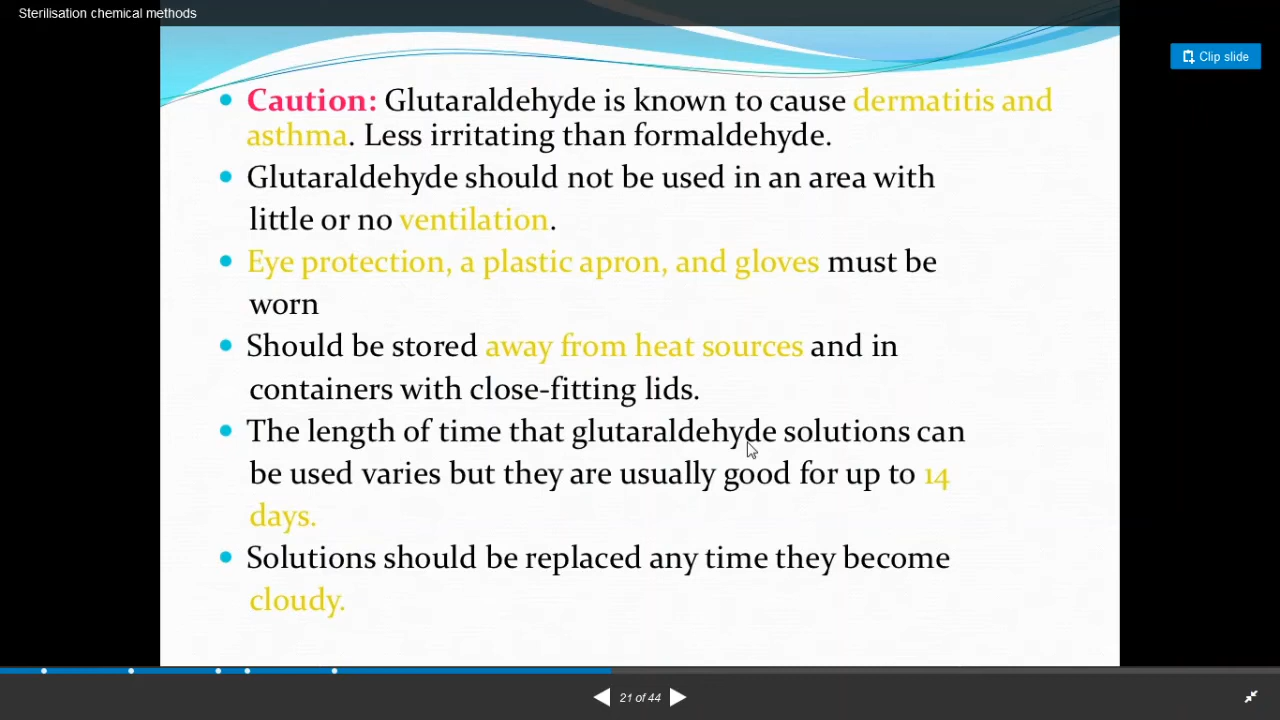 Sterilisation chemical methods
Clip slide
Caution: Glutaraldehyde is known to cause dermatitis and
asthma. Less irritating than formaldehyde.
Glutaraldehyde should not be used in an area with
little or no ventilation.
Eye protection, a plastic apron, and gloves must be
worn
Should be stored away from heat sources and in
containers with close-fitting lids.
The length of time that glutaraldehyde solutions can
be used varies but they are usually good for up to 14
days.
Solutions should be replaced any time they become
cloudy.
21 of 44